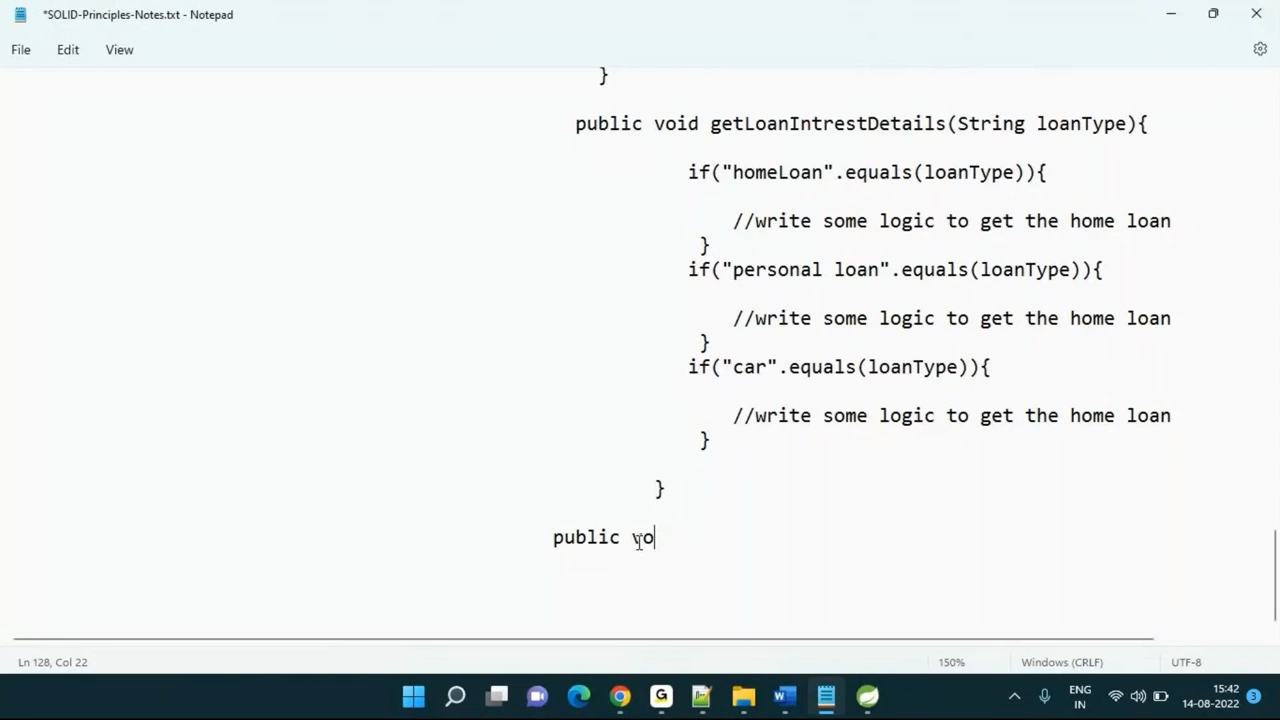 *SOLID-Principles-Notes.txt - Notepad
File Edit View
}
public void getLoanIntrestDetails(String loanType){
if("homeLoan".equals(loanType)){
//write some logic to get the home loan
}
if("personal loan".equals(loanType)){
//write some logic to get the home loan
}
if("car".equals(loanType)){
//write some logic to get the home loan
}
}
public vo
Ln 128, Col 22 150% Windows (CRLF) UTF-8
ENG 15:42
IN 14-08-2022 3